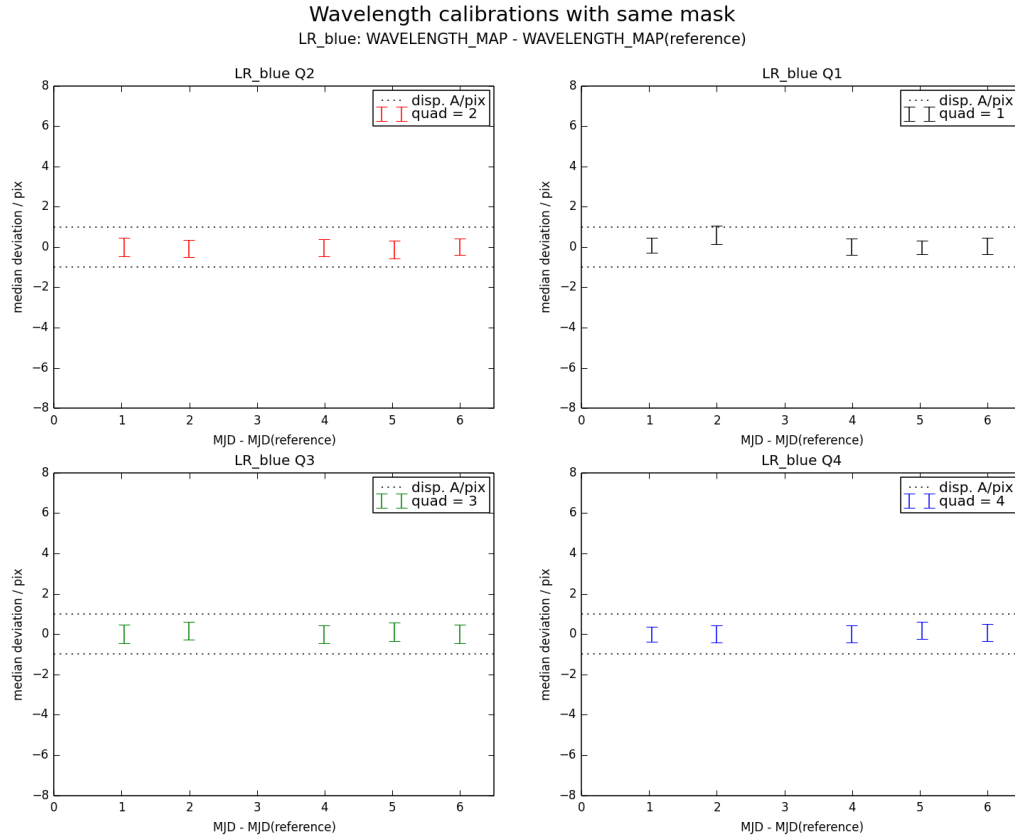 Wavelength calibrations with same mask
LR_blue: WAVELENGTH_MAP - WAVELENGTH_MAP(reference)
LR_blue Q2
disp. A/pix
quad = 2
median deviation / pix
8
6
4
2
0
−2
−4
−6
−8
0 1 2 3 4 5 6
MJD - MJD(reference)
LR_blue Q1
disp. A/pix
quad = 1
median deviation / pix
8
6
4
2
0
−2
−4
−6
−8
0 1 2 3 4 5 6
MJD - MJD(reference)
LR_blue Q3
disp. A/pix
quad = 3
median deviation / pix
8
6
4
2
0
−2
−4
−6
−8
0 1 2 3 4 5 6
MJD - MJD(reference)
LR_blue Q4
disp. A/pix
quad = 4
median deviation / pix
8
6
4
2
0
−2
−4
−6
−8
0 1 2 3 4 5 6
MJD - MJD(reference)